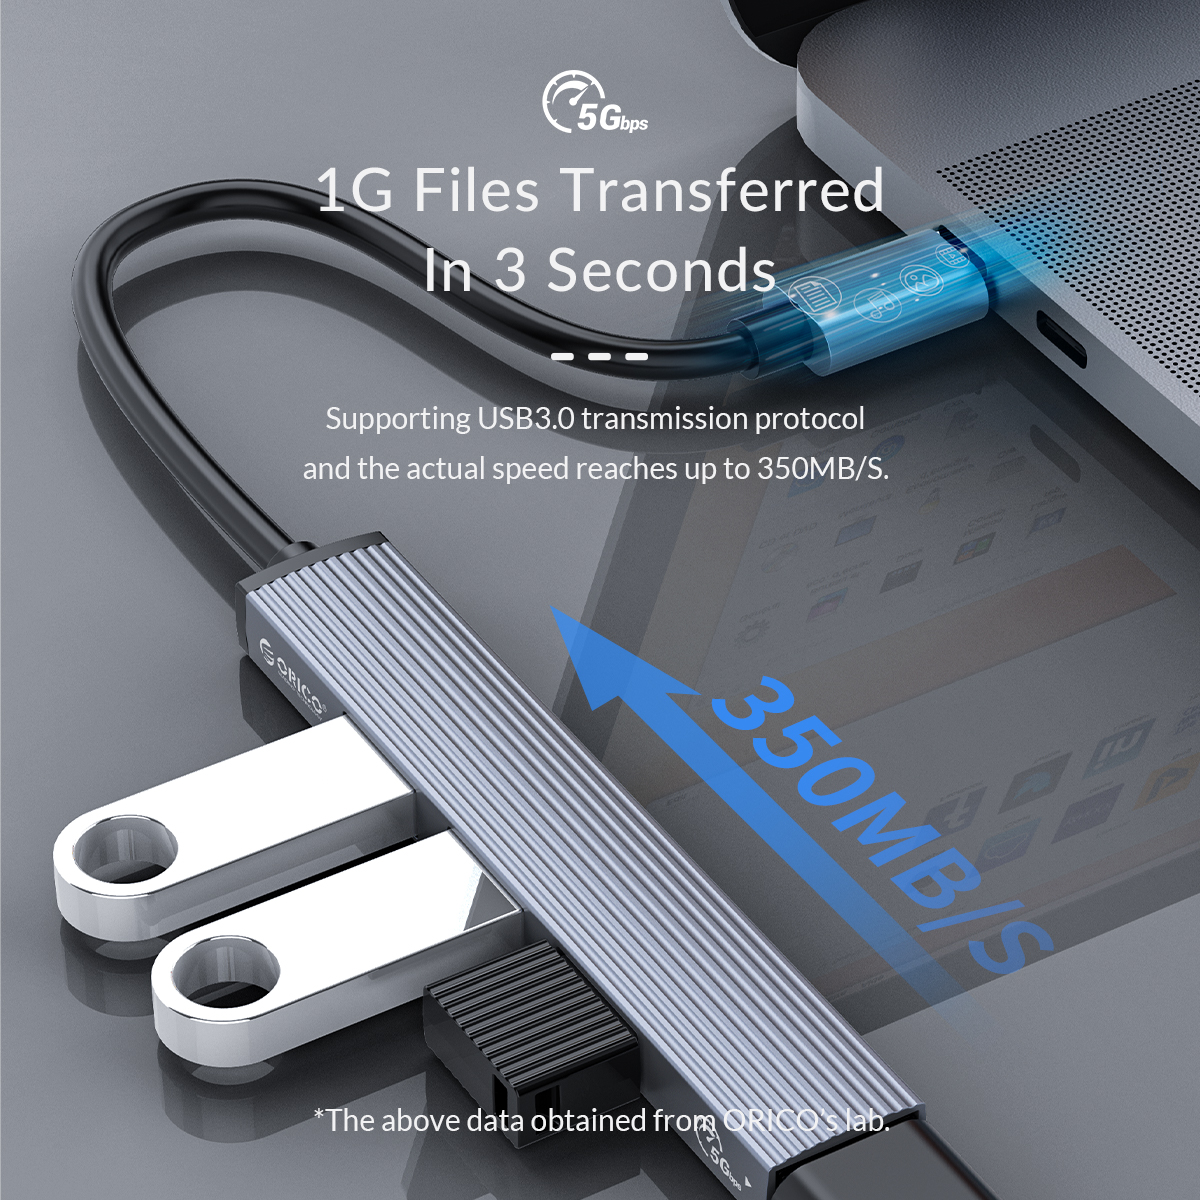 5Gbps
1G Files Transferred
In 3 Seconds
Supporting USB3.0 transmission protocol
and the actual speed reaches up to 350MB/S.
ORICO®
350MB/S
*The above data obtained from ORICO's lab.
5Gbps